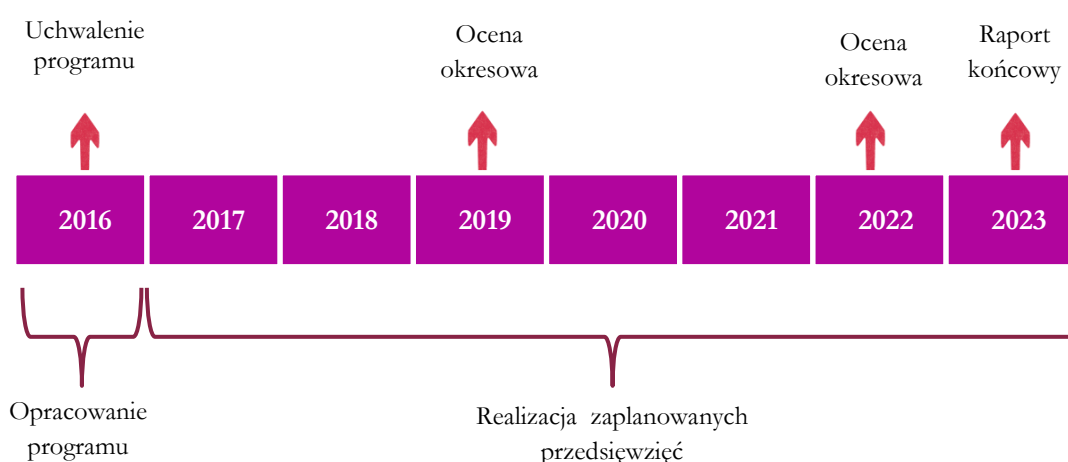 Uchwalenie
programu
Ocena
okresowa
Ocena
okresowa
Raport
końcowy
2016 2017 2018 2019 2020 2021 2022 2023
Opracowanie
programu
Realizacja zaplanowanych
przedsięwzięć